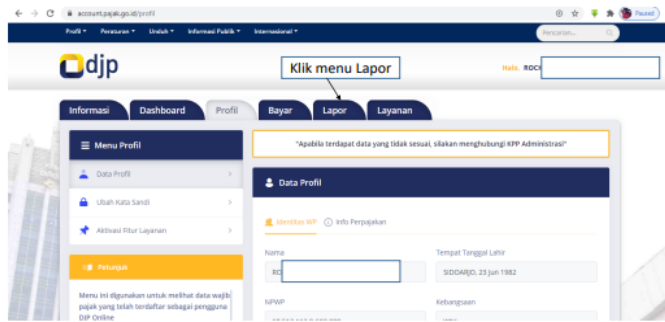 account.pajak.go.id/profil
Paused
Profil Peraturan Unduh Informasi Publik Internasional
Pencarian...
djp
Klik menu Lapor
Halo, ROCH
Informasi Dashboard Profil Bayar Lapor Layanan
Menu Profil
"Apabila terdapat data yang tidak sesuai, silakan menghubungi KPP Administrasi"
Data Profil
Data Profil
Ubah Kata Sandi
Identitas WP Info Perpajakan
Aktivasi Fitur Layanan
Nama Tempat Tanggal Lahir
Petunjuk
RO SIDOARJO, 23 Jun 1982
Menu ini digunakan untuk melihat data wajib
pajak yang telah terdaftar sebagai pengguna
DJP Online
NPWP Kebangsaan